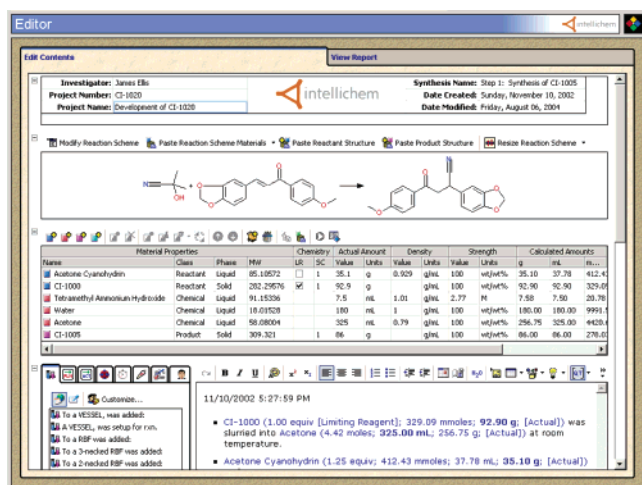 Editor
intellichem
Edit Contents
View Report
Investigator: James Ellis
Project Number: CI-1020
Project Name: Development of CI-1020
intellichem
Synthesis Name: Step 1: Synthesis of CI-1005
Date Created: Sunday, November 10, 2002
Date Modified: Friday, August 06, 2004
Modify Reaction Scheme Paste Reaction Scheme Materials Paste Reactant Structure Paste Product Structure Resize Reaction Scheme
N OH + O O O O N O O O O
Material Properties Chemistry Actual Amount Density Strength Calculated Amounts
Name Class Phase MW LR SC Value Units Value Units Value Units g mL m...
Acetone Cyanohydrin Reactant Liquid 85.10572 1 35.1 g 0.929 g/mL 100 wt/wt% 35.10 37.78 412.4
CI-1000 Reactant Solid 282.29576 1 92.9 g g/mL 100 wt/wt% 92.90 92.90 329.09
Tetramethyl Ammonium Hydroxide Chemical Liquid 91.15336 7.5 mL 1.01 g/mL 2.77 M 7.58 7.50 20.78
Water Chemical Liquid 18.01528 180 mL 1 g/mL 100 wt/wt% 180.00 180.00 9991.5
Acetone Chemical Liquid 58.08004 325 mL 0.79 g/mL 100 wt/wt% 256.75 325.00 4420.6
CI-1005 Product Solid 309.321 1 86 g g/mL 100 wt/wt% 86.00 86.00 278.02
B I U
Customize...
To a VESSEL, was added:
A VESSEL, was setup for rxn.
To a RBF was added:
To a 3-necked RBF was added:
To a 2-necked RBF was added:
11/10/2002 5:27:59 PM
CI-1000 (1.00 equiv [Limiting Reagent]; 329.09 mmoles; 92.90 g; [Actual]) was
slurried into Acetone (4.42 moles; 325.00 mL; 256.75 g; [Actual]) at room
temperature.
Acetone Cyanohydrin (1.25 equiv; 412.43 mmoles; 37.78 mL; 35.10 g; [Actual])